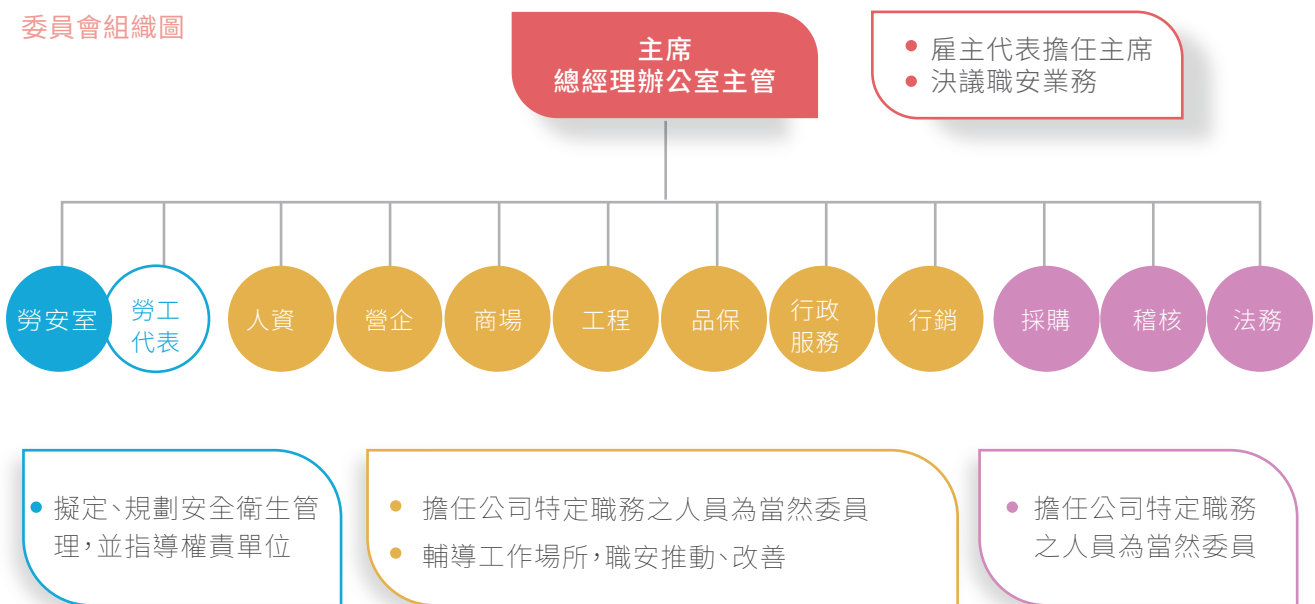 委員會組織圖
主席
總經理辦公室主管
雇主代表擔任主席
決議職安業務
勞安室
勞工
代表
人資
營企
商場
工程
品保
行政
服務
行銷
採購
稽核
法務
擬定、規劃安全衛生管
理,並指導權責單位
擔任公司特定職務之人員為當然委員
輔導工作場所,職安推動、改善
擔任公司特定職務
之人員為當然委員